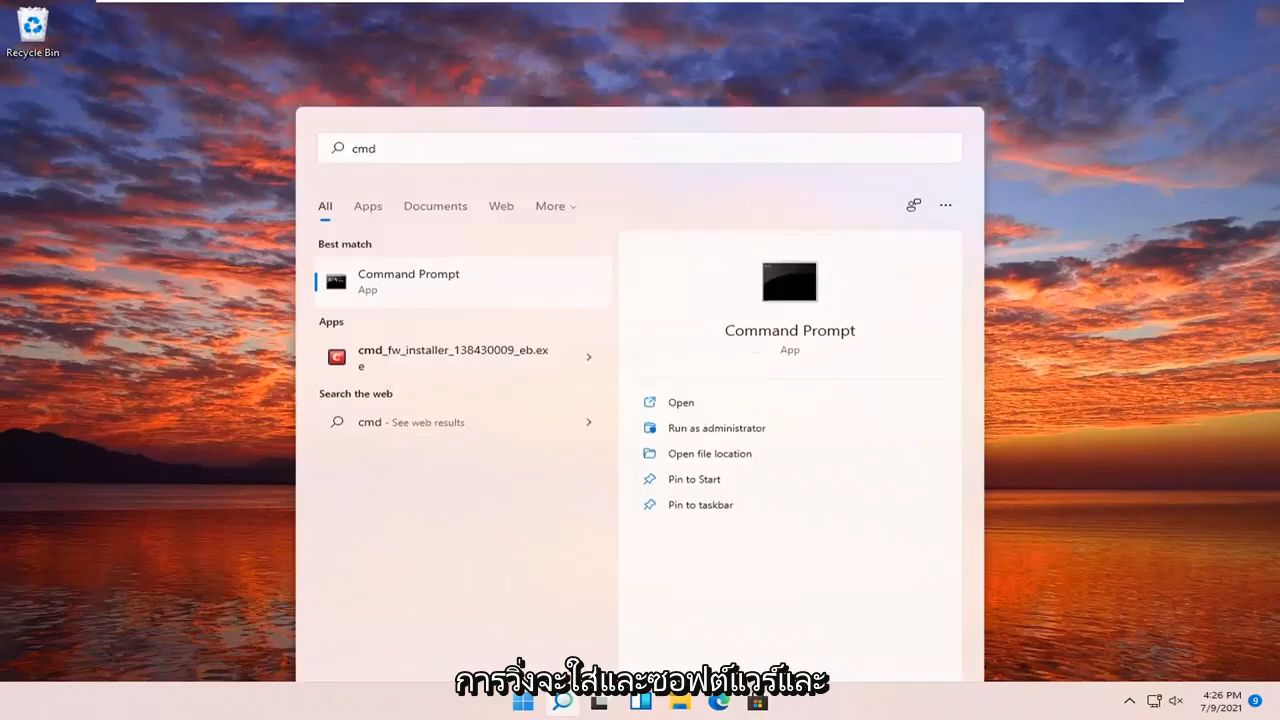 Recycle Bin
cmd
All Apps Documents Web More
Best match
Command Prompt
App
Apps
cmd_fw_installer_138430009_eb.ex
e
Search the web
cmd - See web results
Command Prompt
App
Open
Run as administrator
Open file location
Pin to Start
Pin to taskbar
การวิ่งจะใส่และซอฟต์แวร์และ
4:26 PM
7/9/2021
9